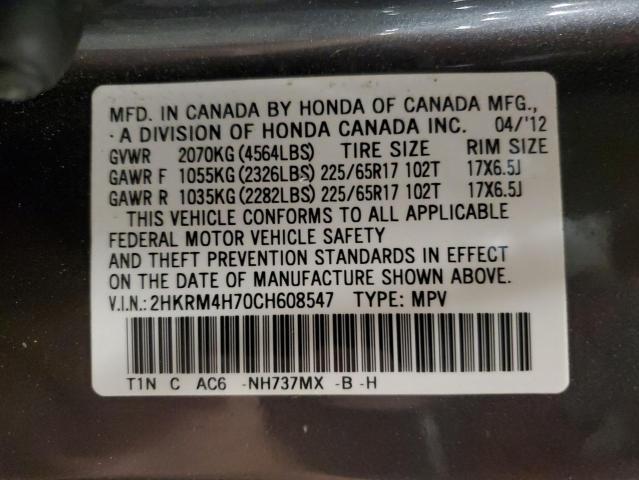 MFD. IN CANADA BY HONDA OF CANADA MFG.,
A DIVISION OF HONDA CANADA INC. 04/'12
GVWR 2070KG(4564LBS) TIRE SIZE RIM SIZE
GAWR F 1055KG(2326LBS) 225/65R17 102T 17X6.5J
GAWR R 1035KG(2282LBS) 225/65R17 102T 17X6.5J
THIS VEHICLE CONFORMS TO ALL APPLICABLE
FEDERAL MOTOR VEHICLE SAFETY
AND THEFT PREVENTION STANDARDS IN EFFECT
ON THE DATE OF MANUFACTURE SHOWN ABOVE.
V.I.N.:2HKRM4H70CH608547 TYPE: MPV
T1N C AC6 -NH737MX -B -H